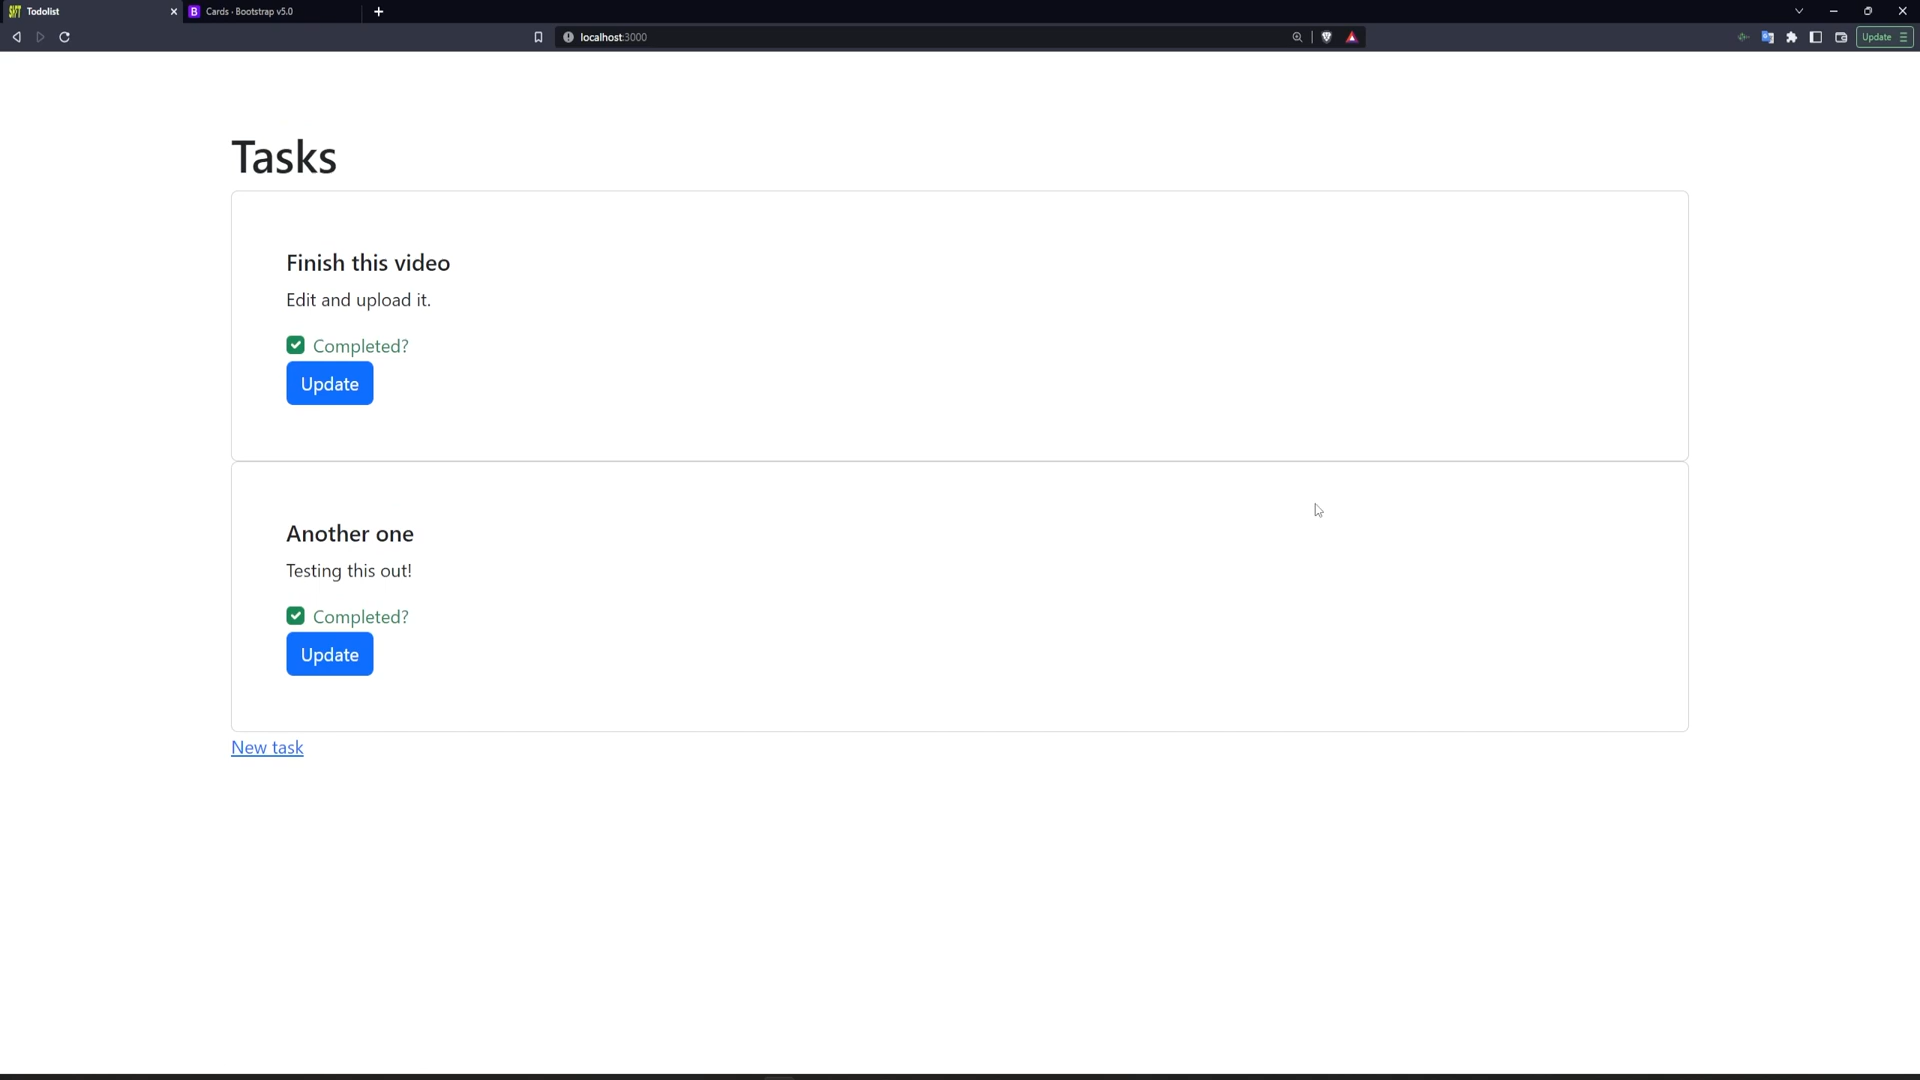 Todolist
B Cards · Bootstrap v5.0
localhost:3000
Update
Tasks
Finish this video
Edit and upload it.
Completed?
Update
Another one
Testing this out!
Completed?
Update
New task